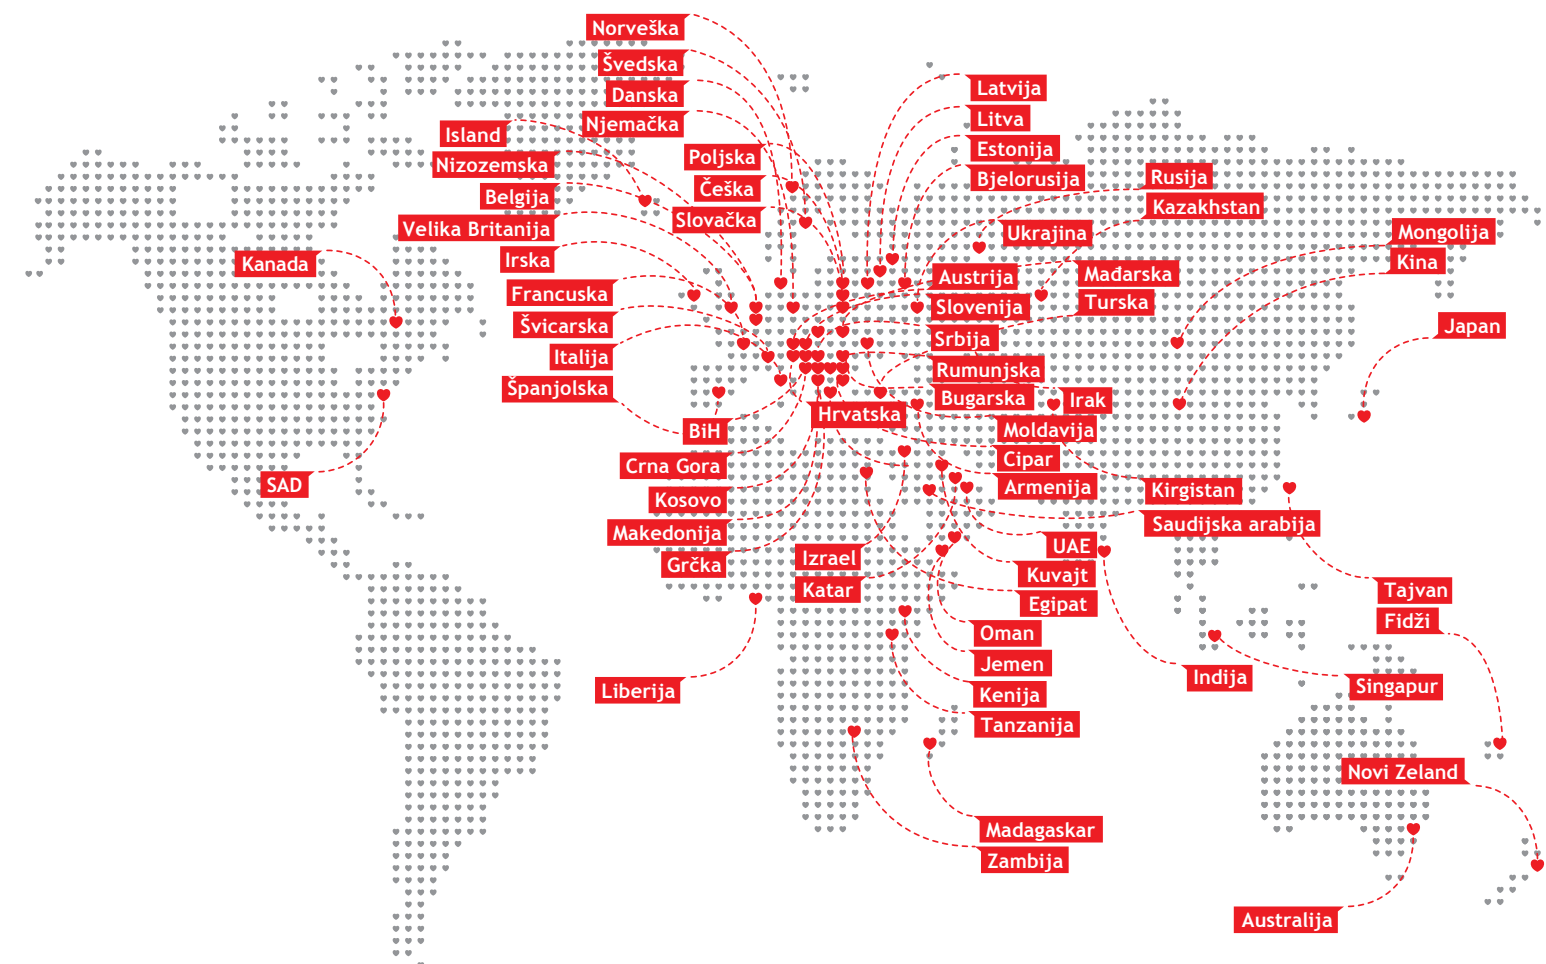 Norveška
Švedska
Danska
Njemačka
Island
Nizozemska
Belgija
Velika Britanija
Irska
Francuska
Švicarska
Italija
Španjolska
Kanada
SAD
Poljska
Češka
Slovačka
Latvija
Litva
Estonija
Bjelorusija
Rusija
Kazakhstan
Ukrajina
Mongolija
Kina
Austrija
Mađarska
Slovenija
Turska
Srbija
Japan
Rumunjska
Bugarska
Irak
Hrvatska
BiH
Moldavija
Crna Gora
Cipar
Kosovo
Armenija
Kirgistan
Makedonija
Saudijska arabija
Grčka
Izrael
UAE
Katar
Kuvajt
Egipat
Tajvan
Fidži
Oman
Jemen
Liberija
Kenija
Indija
Singapur
Tanzanija
Novi Zeland
Madagaskar
Zambija
Australija